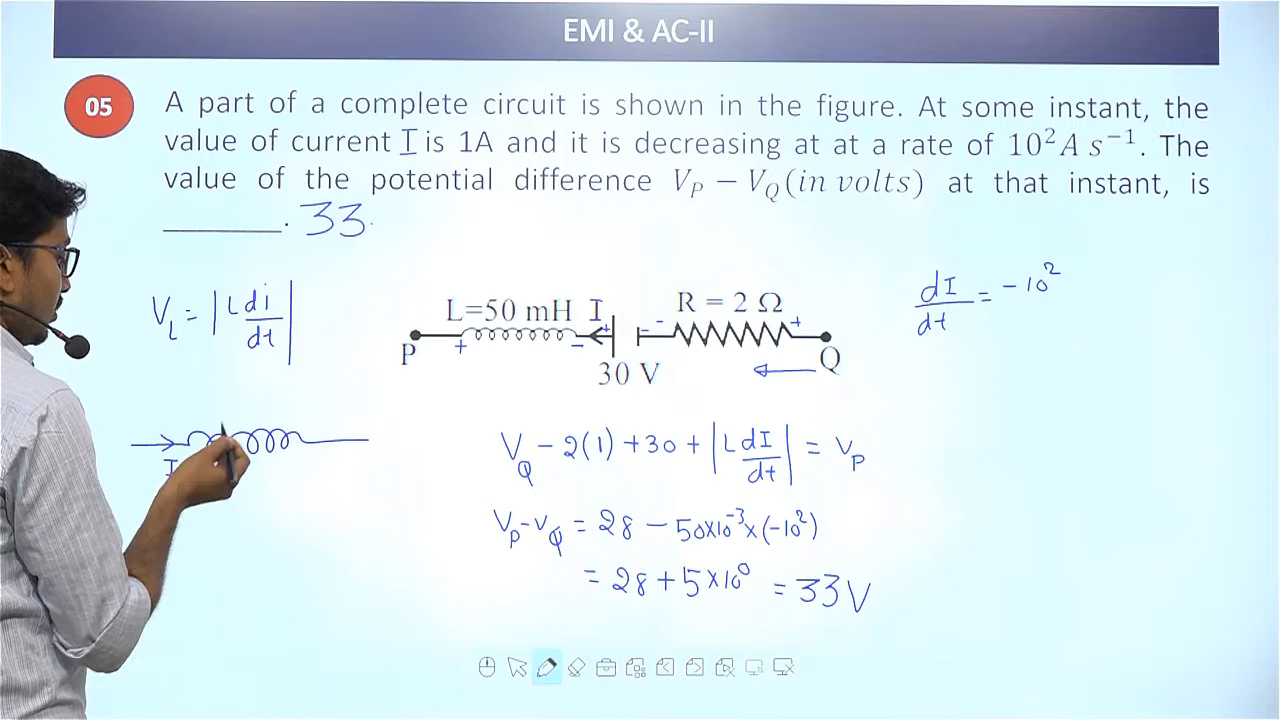 EMI & AC-II
05
A part of a complete circuit is shown in the figure. At some instant, the
value of current I is 1A and it is decreasing at at a rate of 10² A s⁻¹. The
value of the potential difference V_P − V_Q (in volts) at that instant, is
________. 33.
V_L = |L di/dt|
L=50 mH I
R = 2 Ω
dI/dt = −10²
P
+ − + − − +
Q
30 V
I
V_Q − 2(1) + 30 + |L dI/dt| = V_P
V_P − V_Q = 28 − 50×10⁻³×(−10²)
= 28 + 5×10⁰ = 33 V